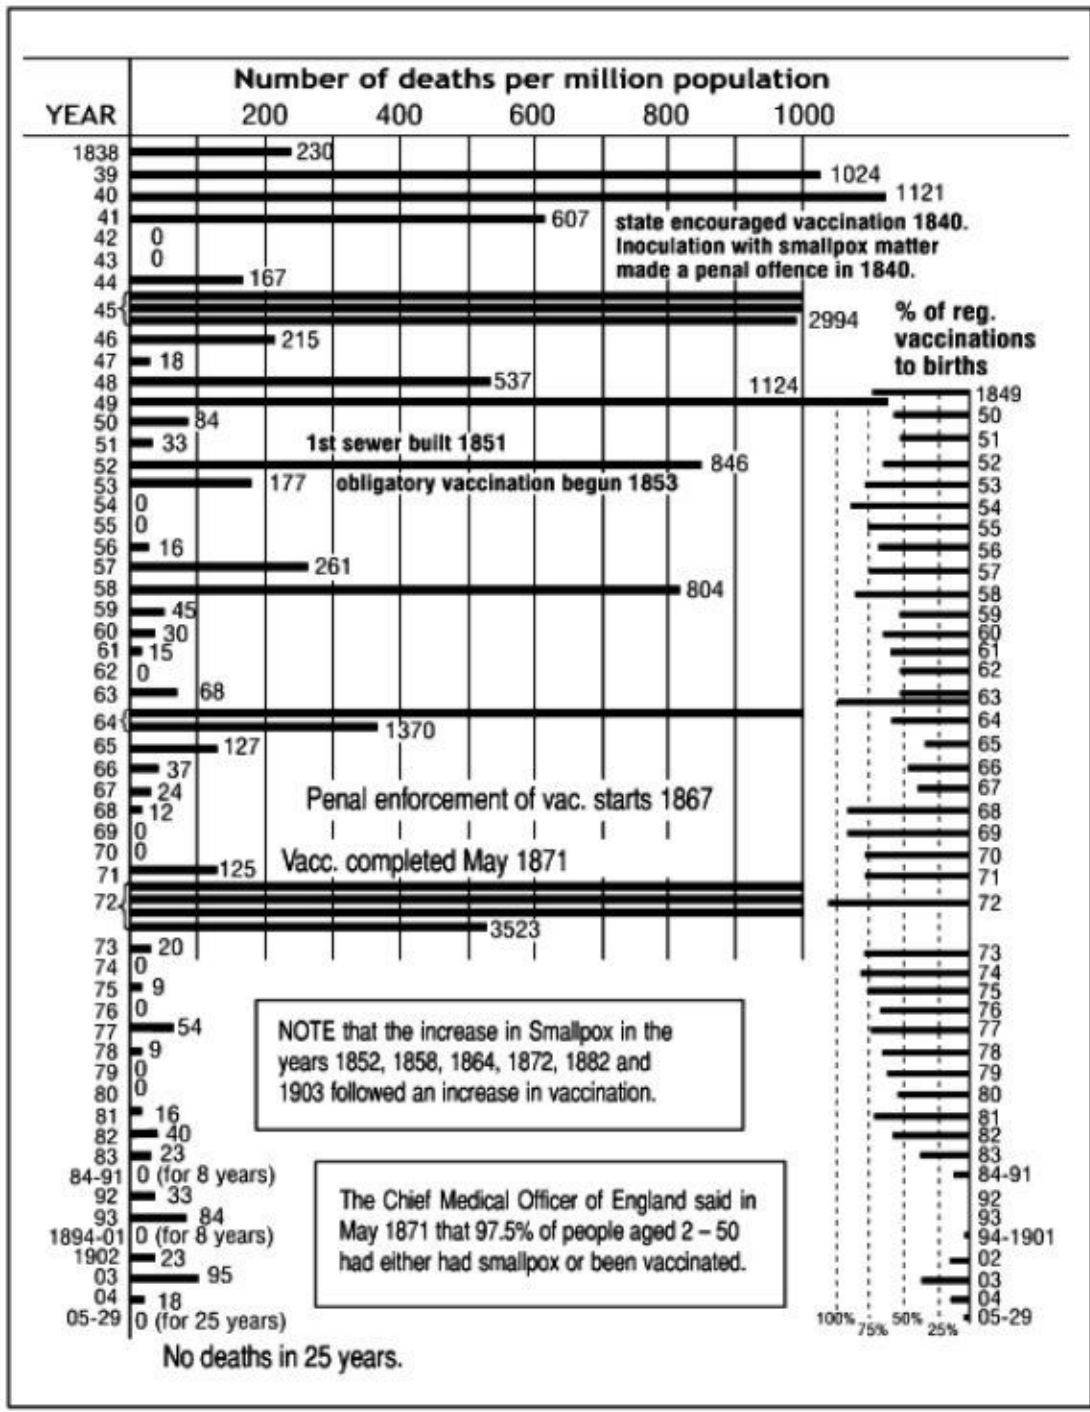 Number of deaths per million population
YEAR 200 400 600 800 1000
1838 230
39 1024
40 1121
41 607
state encouraged vaccination 1840.
42 0
Inoculation with smallpox matter
43 0
made a penal offence in 1840.
44 167
45 2994
% of reg.
vaccinations
to births
46 215
47 18
48 537
1124 1849
49
50 84 50
51 33 1st sewer built 1851 51
52 846 52
53 177 obligatory vaccination begun 1853 53
54 0 54
55 0 55
56 16 56
57 261 57
58 804 58
59 45 59
60 30 60
61 15 61
62 0 62
63 68 63
64 1370 64
65 127 65
66 37 66
67 24 Penal enforcement of vac. starts 1867 67
68 12 68
69 0 69
70 0 70
71 125 Vacc. completed May 1871 71
72 3523 72
73 20 73
74 0 74
75 9 75
76 0 76
77 54 77
78 9 78
79 0 79
80 0 80
81 16 81
82 40 82
83 23 83
84-91 0 (for 8 years) 84-91
92 33 92
93 84 93
1894-01 0 (for 8 years) 94-1901
1902 23 02
03 95 03
04 18 04
05-29 0 (for 25 years) 100% 75% 50% 25% 05-29
NOTE that the increase in Smallpox in the
years 1852, 1858, 1864, 1872, 1882 and
1903 followed an increase in vaccination.
The Chief Medical Officer of England said in
May 1871 that 97.5% of people aged 2 – 50
had either had smallpox or been vaccinated.
No deaths in 25 years.